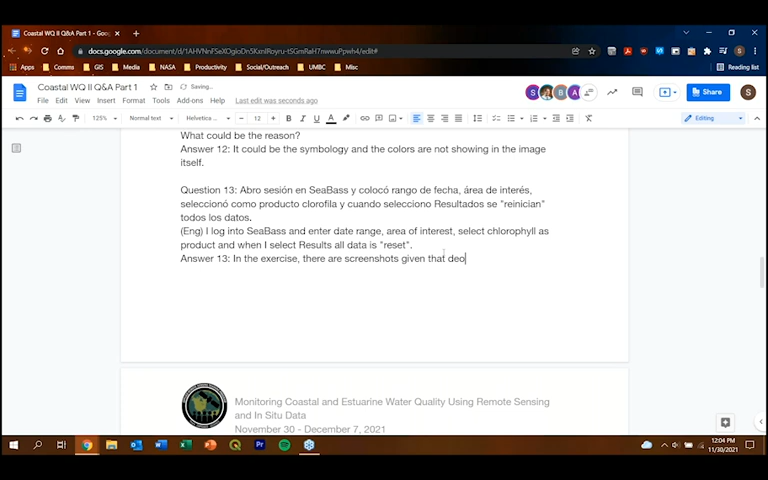 Coastal WQ II Q&A Part 1 - Goo
docs.google.com/document/d/
Apps Comms GIS Media NASA Productivity Social/Outreach UMBC Misc Reading list
Coastal WQ II Q&A Part 1 Saving...
File Edit View Insert Format Tools Add-ons Help Last edit was seconds ago
Share
S
125% Normal text Helvetica ... 12 B I U A Editing
What could be the reason?
Answer 12: It could be the symbology and the colors are not showing in the image
itself.
Question 13: Abro sesión en SeaBass y colocó rango de fecha, área de interés,
seleccionó como producto clorofila y cuando selecciono Resultados se "reinician"
todos los datos.
(Eng) I log into SeaBass and enter date range, area of interest, select chlorophyll as
product and when I select Results all data is "reset".
Answer 13: In the exercise, there are screenshots given that deo
Monitoring Coastal and Estuarine Water Quality Using Remote Sensing
and In Situ Data
November 30 - December 7, 2021
12:04 PM
11/30/2021